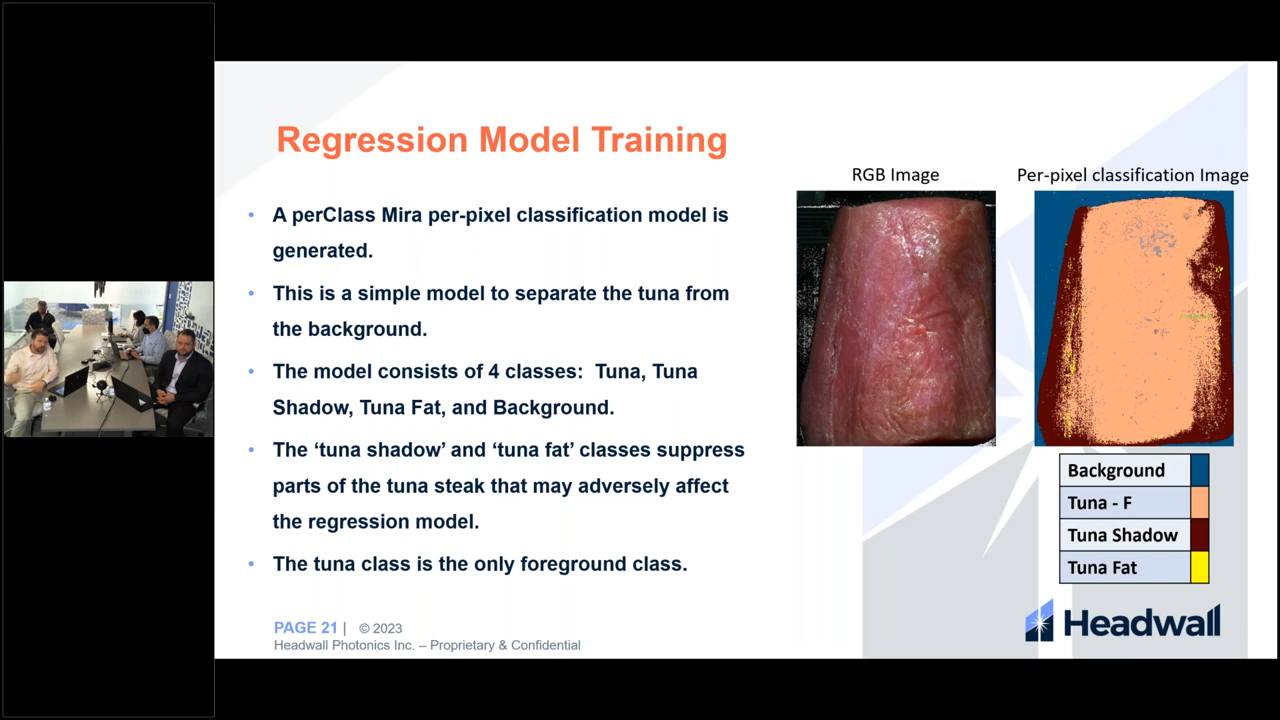 Regression Model Training
• A perClass Mira per-pixel classification model is
generated.
• This is a simple model to separate the tuna from
the background.
• The model consists of 4 classes:  Tuna, Tuna
Shadow, Tuna Fat, and Background.
• The ‘tuna shadow’ and ‘tuna fat’ classes suppress
parts of the tuna steak that may adversely affect
the regression model.
• The tuna class is the only foreground class.
RGB Image
Per-pixel classification Image
Background
Tuna - F
Tuna Shadow
Tuna Fat
PAGE 21 | © 2023
Headwall Photonics Inc. – Proprietary & Confidential
Headwall